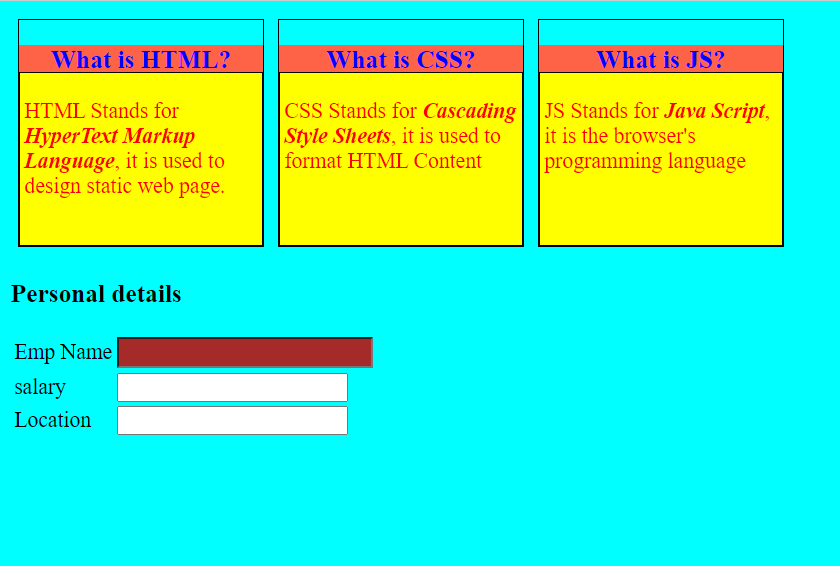 What is HTML?
HTML Stands for
HyperText Markup
Language, it is used to
design static web page.
What is CSS?
CSS Stands for Cascading
Style Sheets, it is used to
format HTML Content
What is JS?
JS Stands for Java Script,
it is the browser's
programming language
Personal details
Emp Name
salary
Location